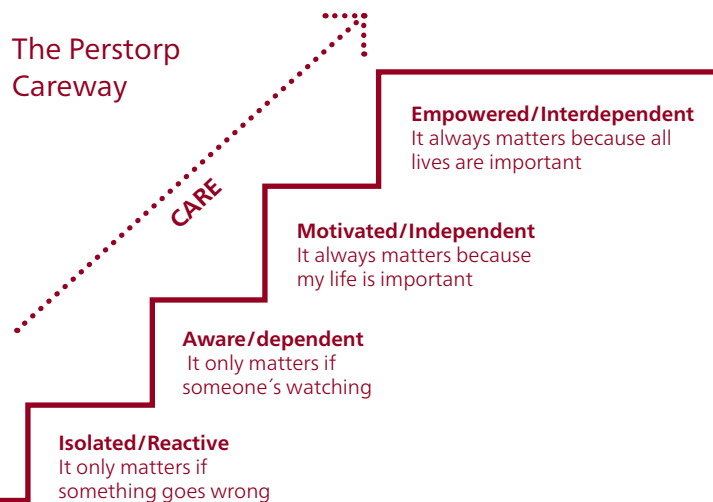 The Perstorp
Careway
CARE
Empowered/Interdependent
It always matters because all
lives are important
Motivated/Independent
It always matters because
my life is important
Aware/dependent
It only matters if
someone´s watching
Isolated/Reactive
It only matters if
something goes wrong